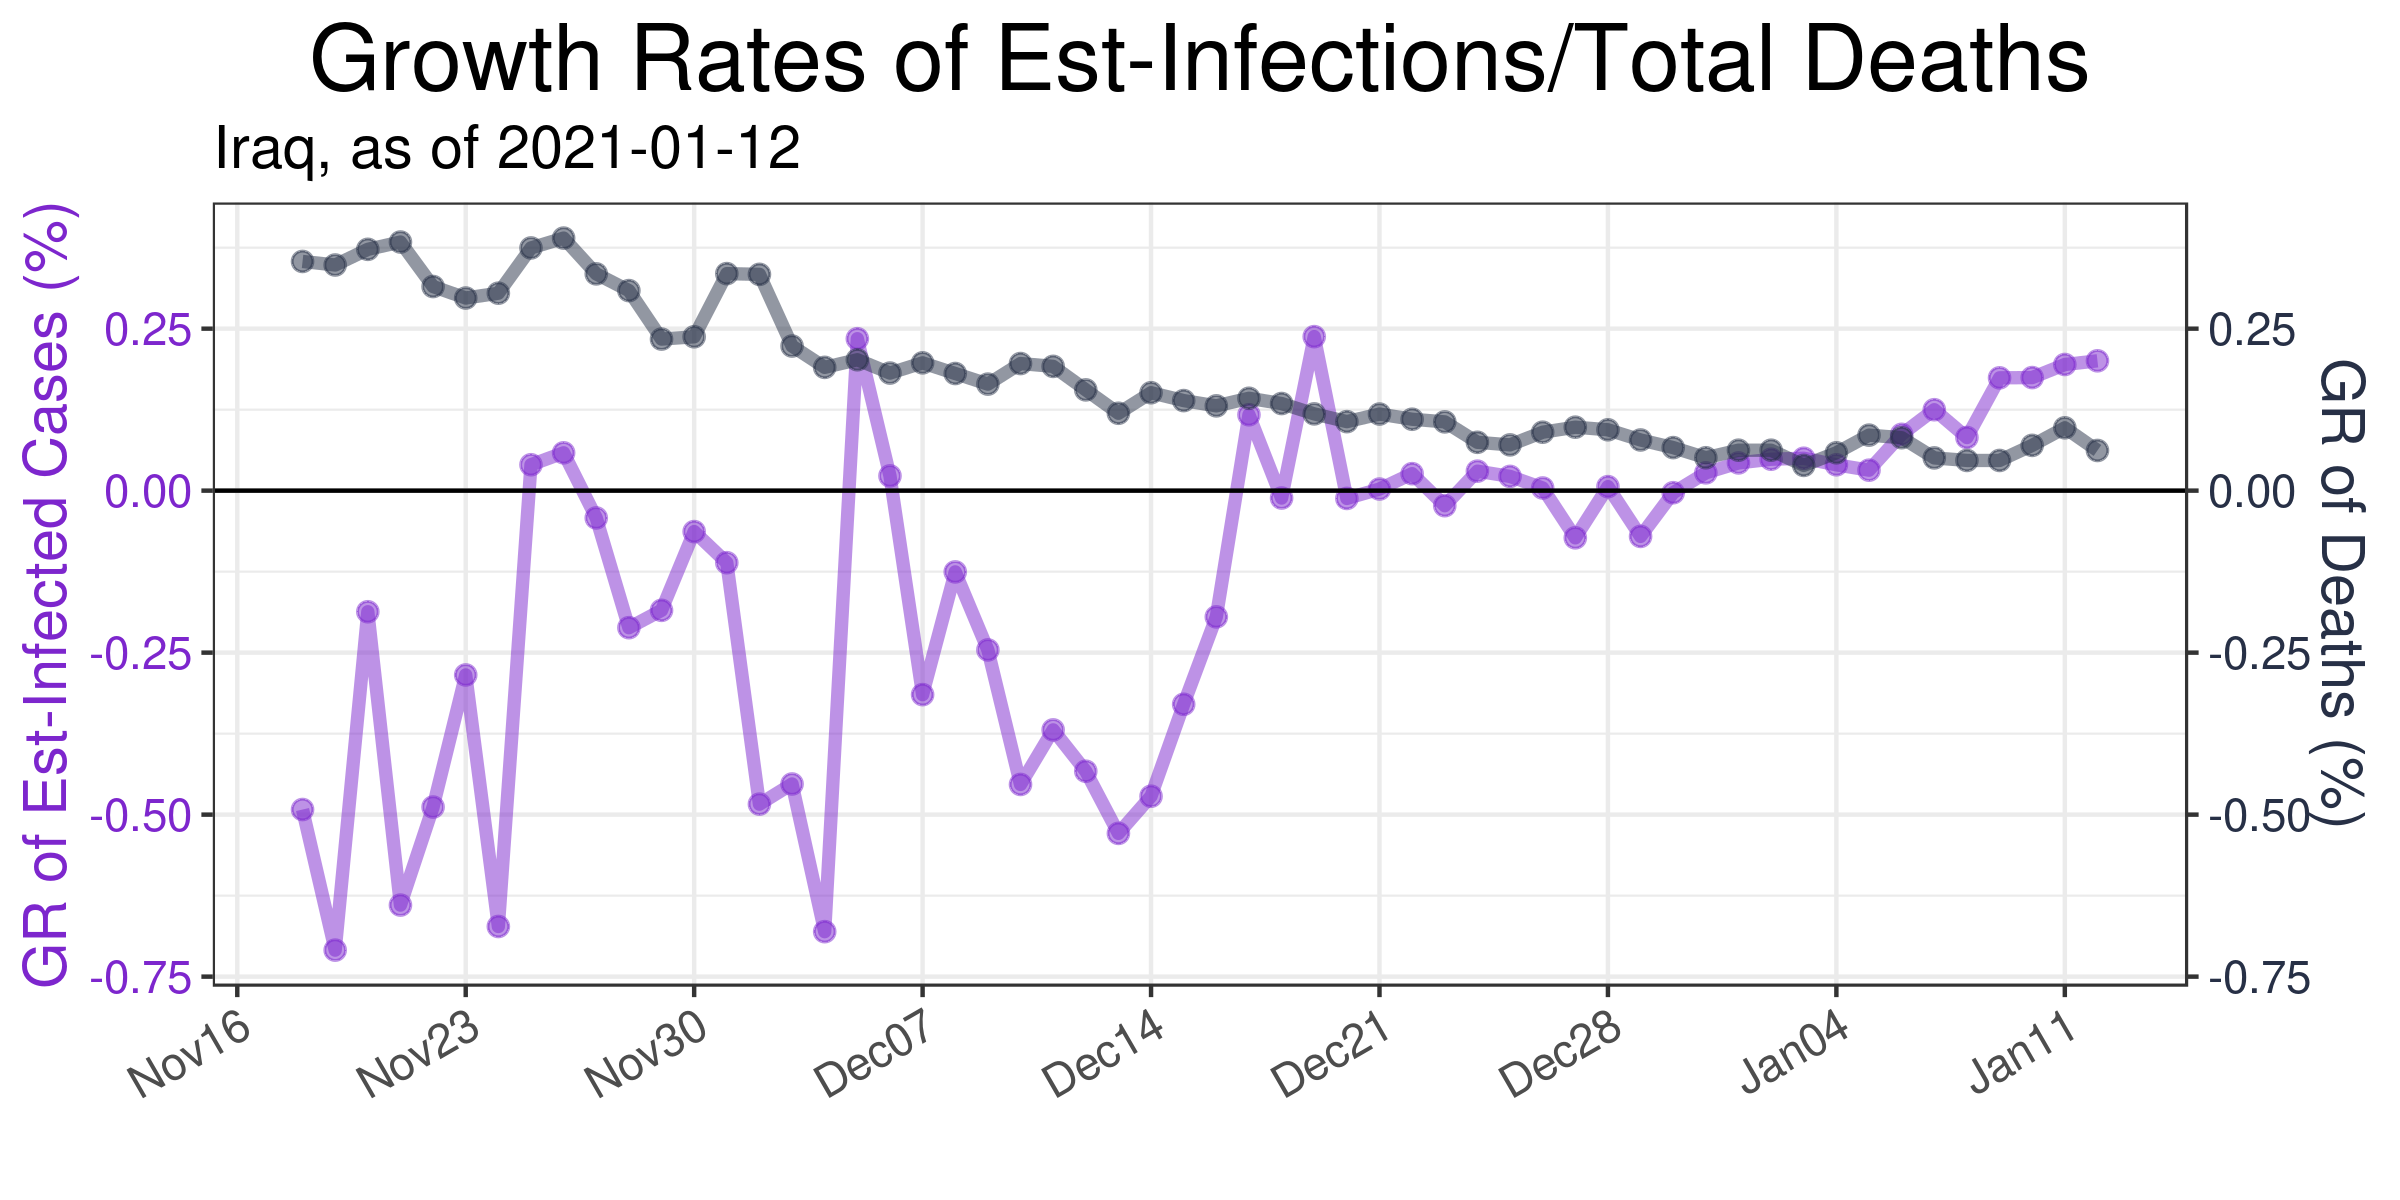 Growth Rates of Est-Infections/Total Deaths
Iraq, as of 2021-01-12
GR of Est-Infected Cases (%)
0.25
0.00
-0.25
-0.50
-0.75
0.25
0.00
-0.25
-0.50
-0.75
GR of Deaths (%)
Nov16
Nov23
Nov30
Dec07
Dec14
Dec21
Dec28
Jan04
Jan11